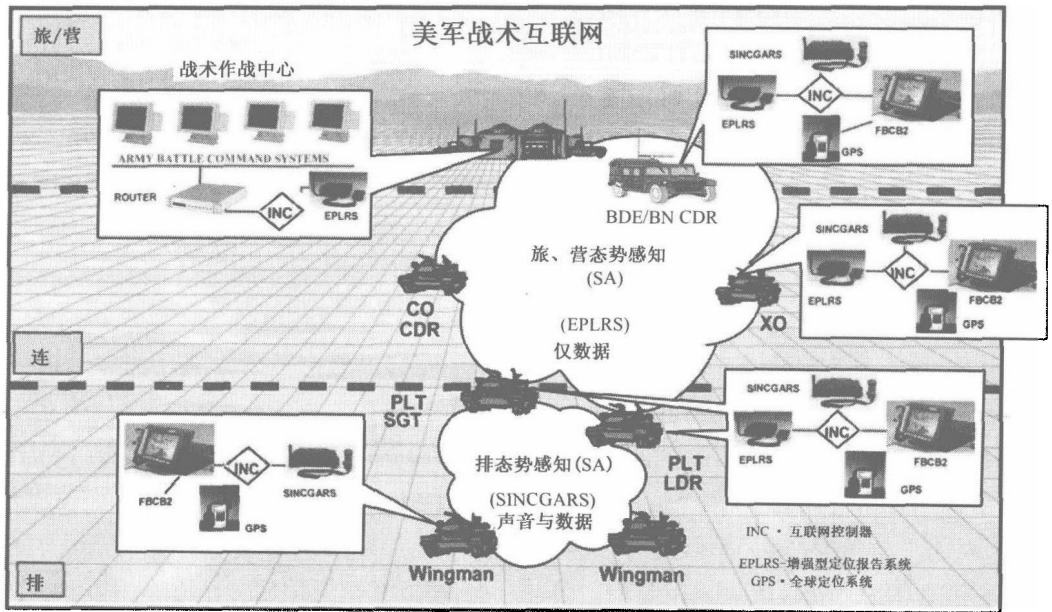 旅/营
美军战术互联网
战术作战中心
ARMY BATTLE COMMAND SYSTEMS
ROUTER
INC
EPLRS
SINCGARS
EPLRS
INC
FBCB2
GPS
BDE/BN CDR
旅、营态势感知
(SA)
(EPLRS)
仅数据
CO
CDR
XO
SINCGARS
EPLRS
INC
FBCB2
GPS
连
PLT
SGT
PLT
LDR
SINCGARS
EPLRS
INC
FBCB2
GPS
排态势感知(SA)
(SINCGARS)
声音与数据
FBCB2
INC
SINCGARS
GPS
Wingman
Wingman
INC · 互联网控制器
EPLRS-增强型定位报告系统
GPS · 全球定位系统
排